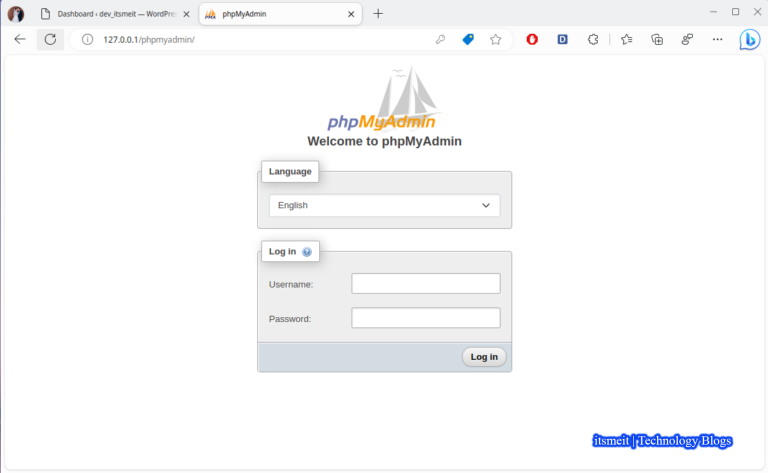 Dashboard ‹ dev_itsmeit — WordPres
phpMyAdmin
127.0.0.1/phpmyadmin/
phpMyAdmin
Welcome to phpMyAdmin
Language
English
Log in
Username:
Password:
Log in
itsmeit | Technology Blogs